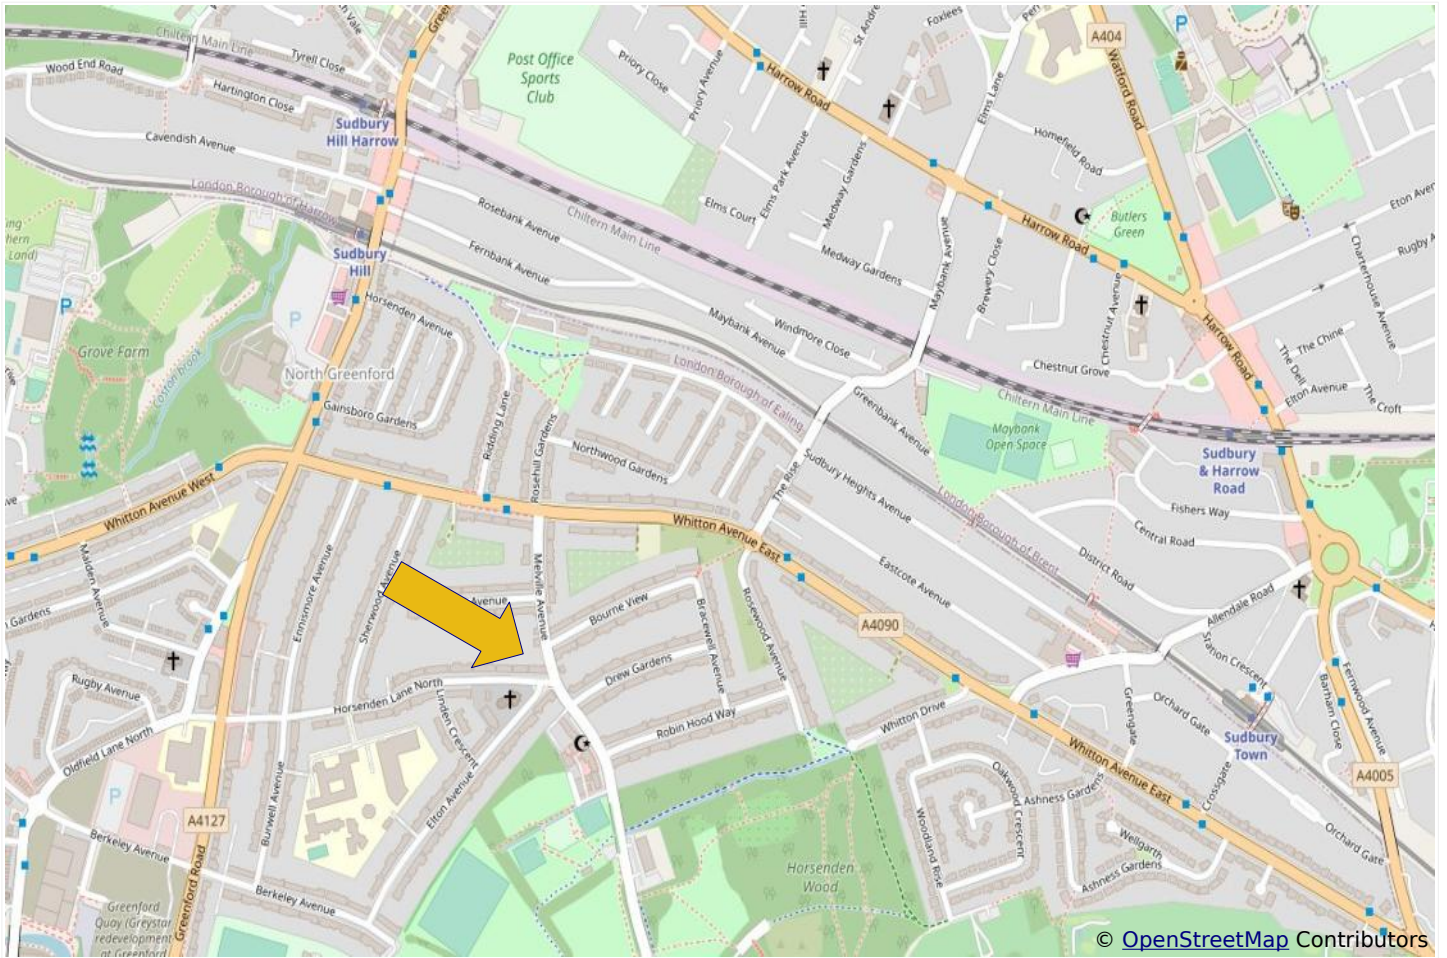 Chiltern Main Line
Tyrell Close
Wood End Road
Hartington Close
Cavendish Avenue
Sudbury
Hill Harrow
London Borough of Harrow
Post Office
Sports
Club
Priory Close
Priory Avenue
Harrow Road
Foxlees
A404
Watford Road
Elms Lane
Homefield Road
Elms Park Avenue
Medway Gardens
Elms Court
Medway Gardens
Butlers
Green
Harrow Road
Maybank Avenue
Brewery Close
Chestnut Avenue
Rosebank Avenue
Chiltern Main Line
Fernbank Avenue
Sudbury
Hill
Horsenden Avenue
P
P
P
Grove Farm
Costons Brook
North Greenford
Gainsboro Gardens
Maybank Avenue
Windmore Close
London Borough of Ealing
Chestnut Grove
Harrow Road
The Dell
The Chine
Elton Avenue
The Croft
Charterhouse Avenue
Chiltern Main Line
Greenbank Avenue
Maybank
Open Space
Ridding Lane
Rosehill Gardens
Northwood Gardens
The Rise
Sudbury Heights Avenue
Sudbury
& Harrow
Road
Whitton Avenue West
Whitton Avenue East
London Borough of Brent
Fishers Way
Central Road
District Road
Eastcote Avenue
Allendale Road
Malden Avenue
Ennismore Avenue
Sherwood Avenue
Avenue
Melville Avenue
Bourne View
Bracewell Avenue
Rosewood Avenue
A4090
Gardens
Drew Gardens
Station Crescent
Rugby Avenue
Horsenden Lane North
Linden Crescent
Robin Hood Way
Whitton Drive
Greengate
Orchard Gate
Sudbury
Town
Fernwood Avenue
Barham Close
Oldfield Lane North
Whitton Avenue East
A4005
P
A4127
Burwell Avenue
Elton Avenue
Oakwood Crescent
Ashness Gardens
Crossgate
Orchard Gate
Berkeley Avenue
Woodland Rise
Wellgarth
Ashness Gardens
Horsenden
Wood
Berkeley Avenue
Greenford Road
Greenford
Quay (Greystar
redevelopment
at Greenford
© OpenStreetMap Contributors